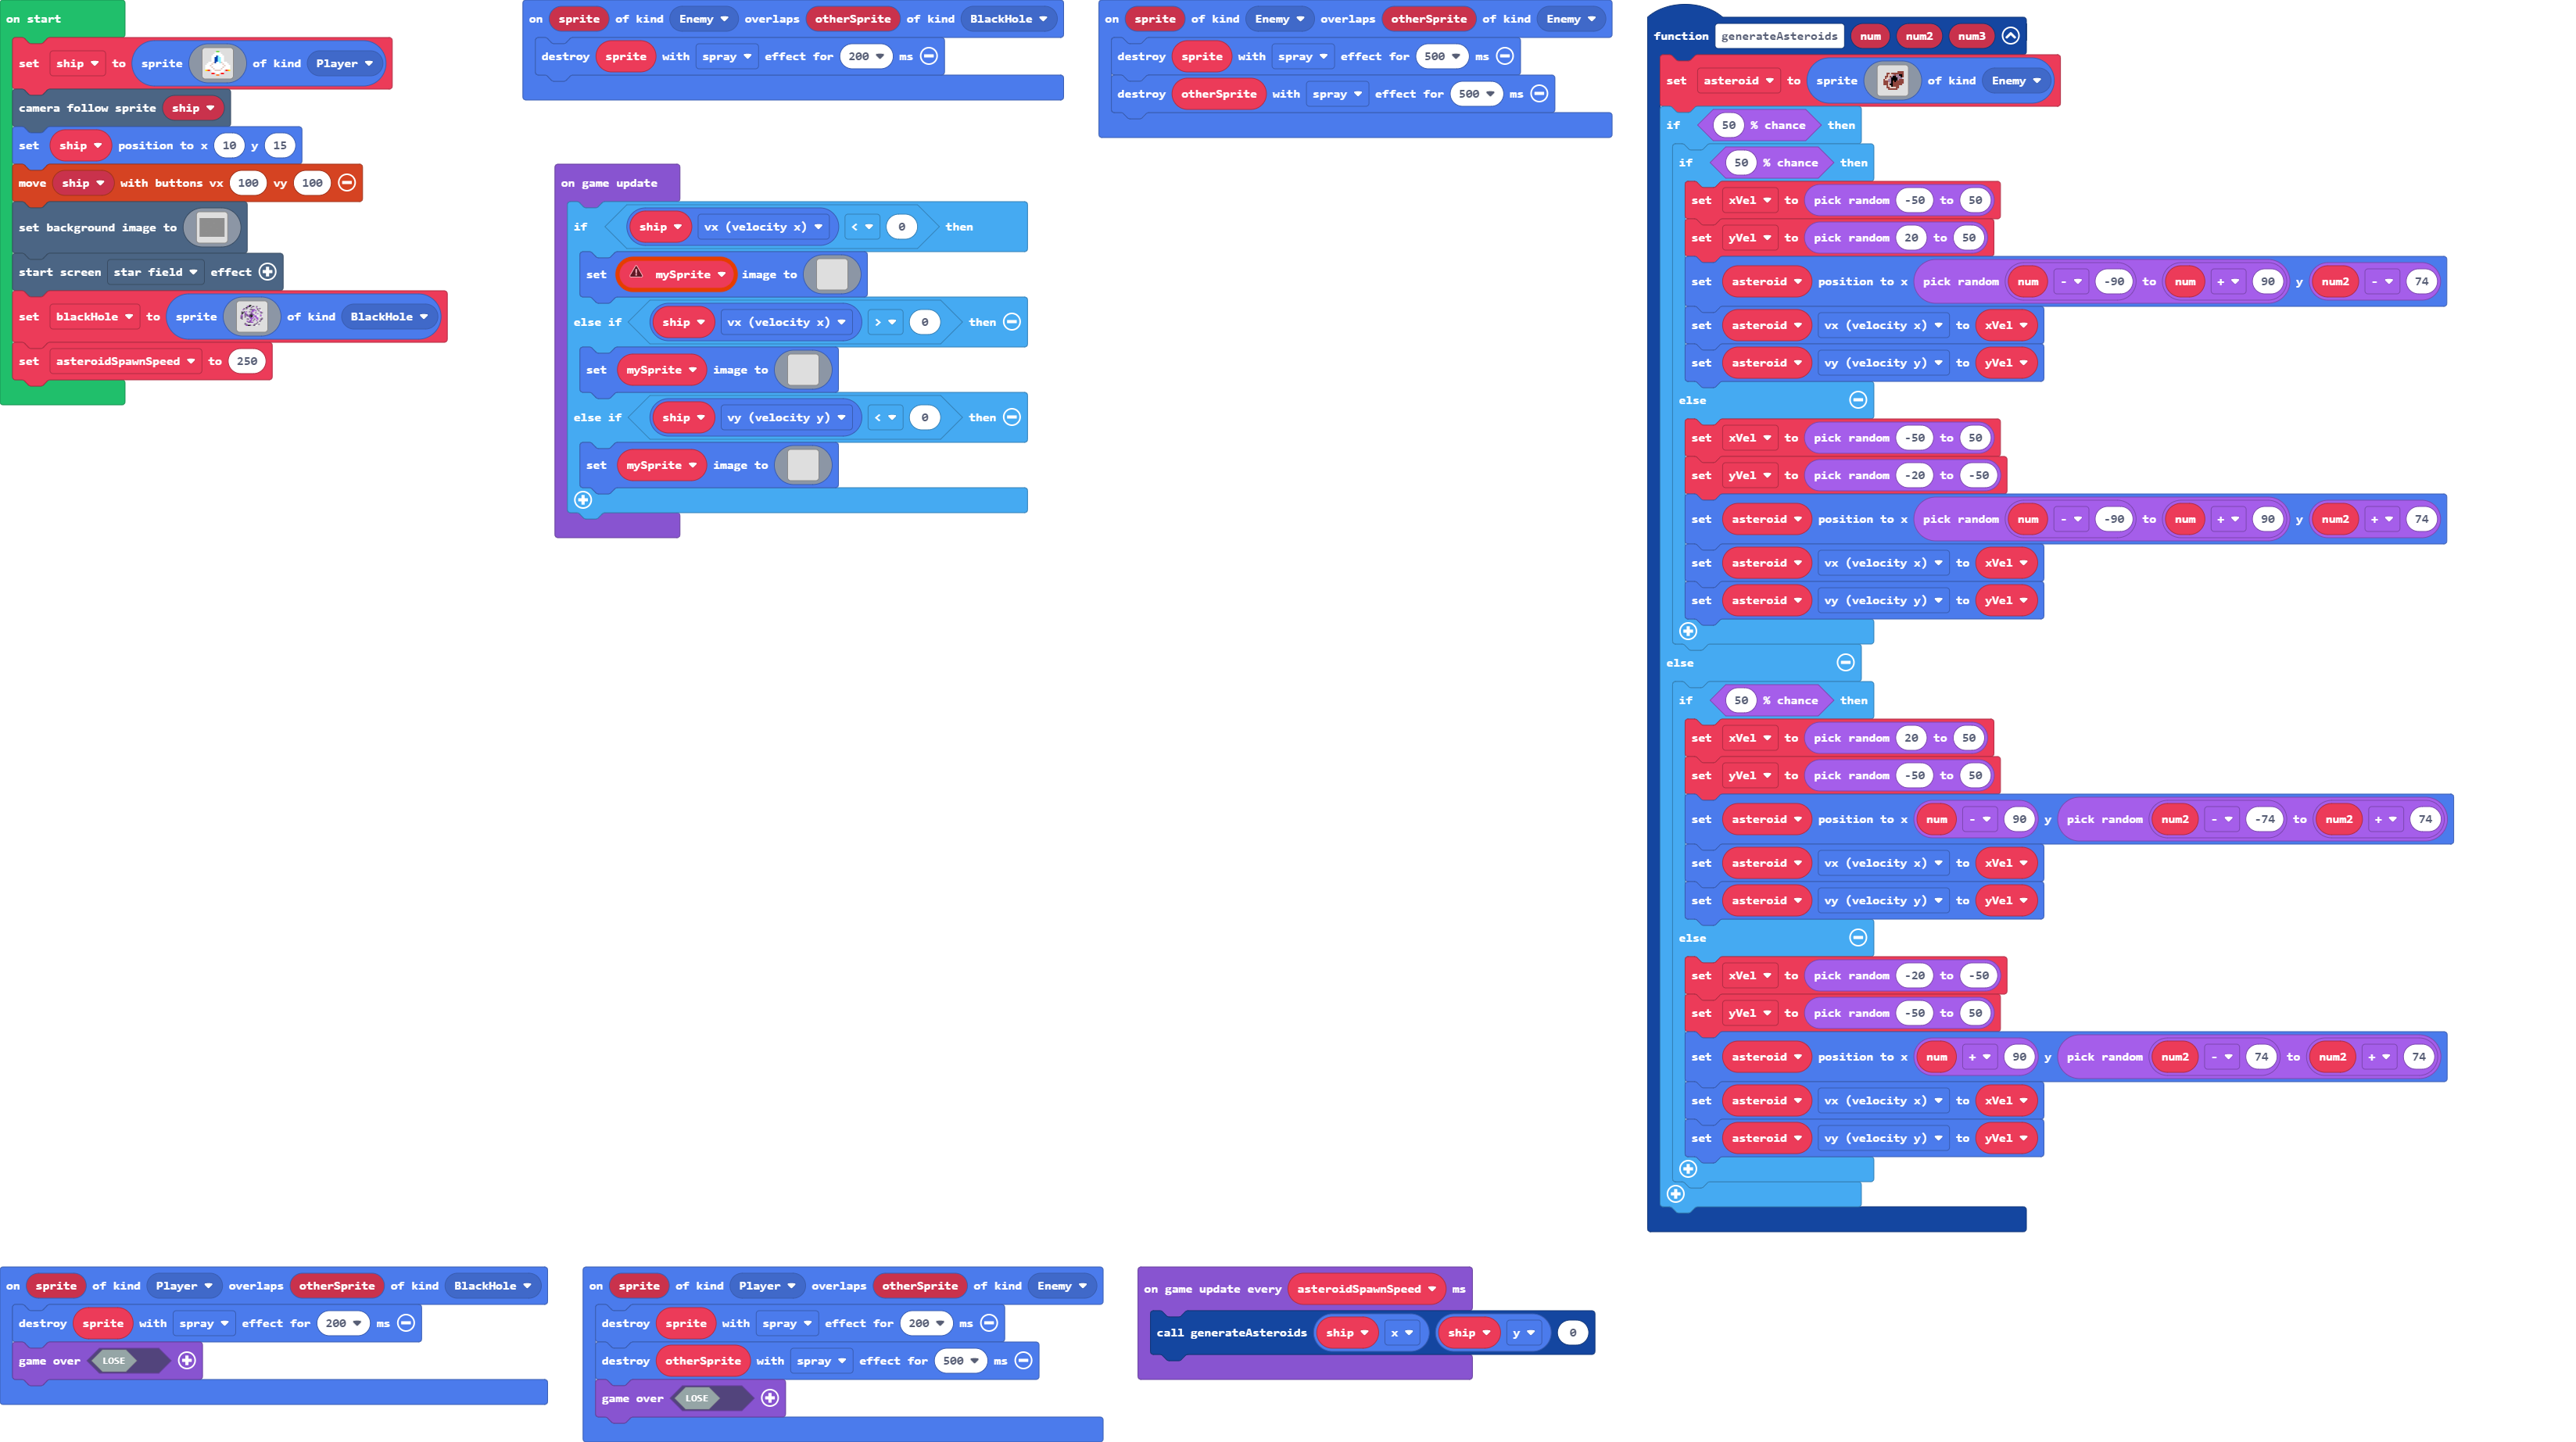 on start
set ship to sprite of kind Player
camera follow sprite ship
set ship position to x 10 y 15
move ship with buttons vx 100 vy 100
set background image to
start screen star field effect
set blackHole to sprite of kind BlackHole
set asteroidSpawnSpeed to 250
on sprite of kind Enemy overlaps otherSprite of kind BlackHole
destroy sprite with spray effect for 200 ms
on sprite of kind Enemy overlaps otherSprite of kind Enemy
destroy sprite with spray effect for 500 ms
destroy otherSprite with spray effect for 500 ms
on game update
if ship vx (velocity x) < 0 then
set mySprite image to
else if ship vx (velocity x) > 0 then
set mySprite image to
else if ship vy (velocity y) < 0 then
set mySprite image to
function generateAsteroids num num2 num3
set asteroid to sprite of kind Enemy
if 50 % chance then
if 50 % chance then
set xVel to pick random -50 to 50
set yVel to pick random 20 to 50
set asteroid position to x pick random num - -90 to num + 90 y num2 - 74
set asteroid vx (velocity x) to xVel
set asteroid vy (velocity y) to yVel
else
set xVel to pick random -50 to 50
set yVel to pick random -20 to -50
set asteroid position to x pick random num - -90 to num + 90 y num2 + 74
set asteroid vx (velocity x) to xVel
set asteroid vy (velocity y) to yVel
else
if 50 % chance then
set xVel to pick random 20 to 50
set yVel to pick random -50 to 50
set asteroid position to x num - 90 y pick random num2 - -74 to num2 + 74
set asteroid vx (velocity x) to xVel
set asteroid vy (velocity y) to yVel
else
set xVel to pick random -20 to -50
set yVel to pick random -50 to 50
set asteroid position to x num + 90 y pick random num2 - 74 to num2 + 74
set asteroid vx (velocity x) to xVel
set asteroid vy (velocity y) to yVel
on sprite of kind Player overlaps otherSprite of kind BlackHole
destroy sprite with spray effect for 200 ms
game over LOSE
on sprite of kind Player overlaps otherSprite of kind Enemy
destroy sprite with spray effect for 200 ms
destroy otherSprite with spray effect for 500 ms
game over LOSE
on game update every asteroidSpawnSpeed ms
call generateAsteroids ship x ship y 0